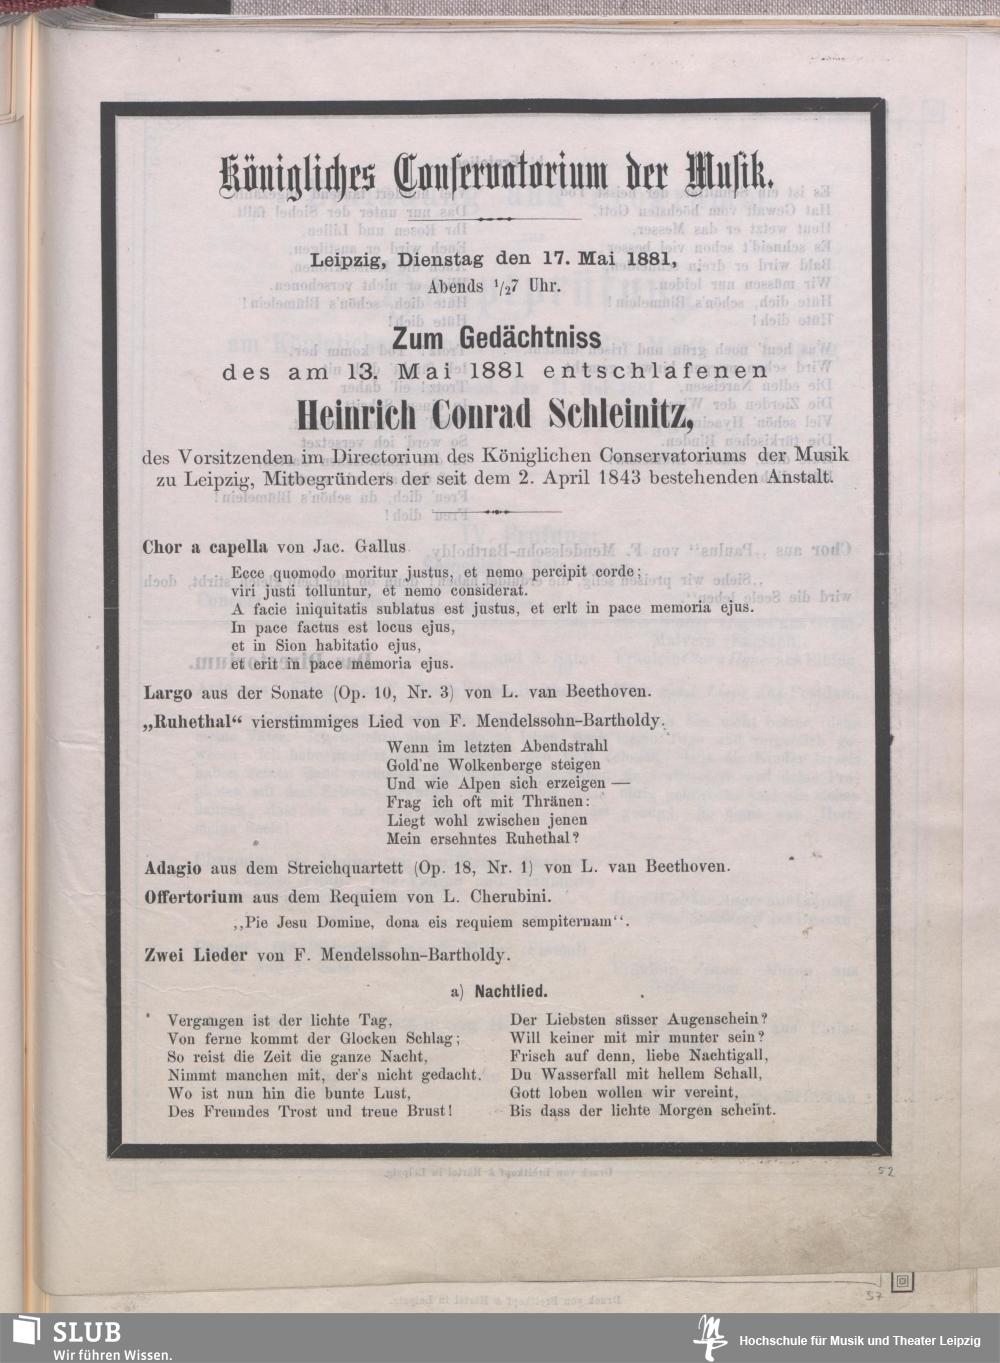 Königliches Conservatorium der Musik.
Leipzig, Dienstag den 17. Mai 1881,
Abends ½7 Uhr.
Zum Gedächtniss
des am 13. Mai 1881 entschlafenen
Heinrich Conrad Schleinitz,
des Vorsitzenden im Directorium des Königlichen Conservatoriums der Musik
zu Leipzig, Mitbegründers der seit dem 2. April 1843 bestehenden Anstalt.
Chor a capella von Jac. Gallus
Ecce quomodo moritur justus, et nemo percipit corde;
viri justi tolluntur, et nemo considerat.
A facie iniquitatis sublatus est justus, et erlt in pace memoria ejus.
In pace factus est locus ejus,
et in Sion habitatio ejus,
et erit in pace memoria ejus.
Largo aus der Sonate (Op. 10, Nr. 3) von L. van Beethoven.
„Ruhethal“ vierstimmiges Lied von F. Mendelssohn-Bartholdy.
Wenn im letzten Abendstrahl
Gold'ne Wolkenberge steigen
Und wie Alpen sich erzeigen —
Frag ich oft mit Thränen:
Liegt wohl zwischen jenen
Mein ersehntes Ruhethal?
Adagio aus dem Streichquartett (Op. 18, Nr. 1) von L. van Beethoven.
Offertorium aus dem Requiem von L. Cherubini.
„Pie Jesu Domine, dona eis requiem sempiternam“.
Zwei Lieder von F. Mendelssohn-Bartholdy.
a) Nachtlied.
Vergangen ist der lichte Tag,
Von ferne kommt der Glocken Schlag;
So reist die Zeit die ganze Nacht,
Nimmt manchen mit, der's nicht gedacht.
Wo ist nun hin die bunte Lust,
Des Freundes Trost und treue Brust!
Der Liebsten süsser Augenschein?
Will keiner mit mir munter sein?
Frisch auf denn, liebe Nachtigall,
Du Wasserfall mit hellem Schall,
Gott loben wollen wir vereint,
Bis dass der lichte Morgen scheint.
52
57
SLUB
Wir führen Wissen.
Hochschule für Musik und Theater Leipzig